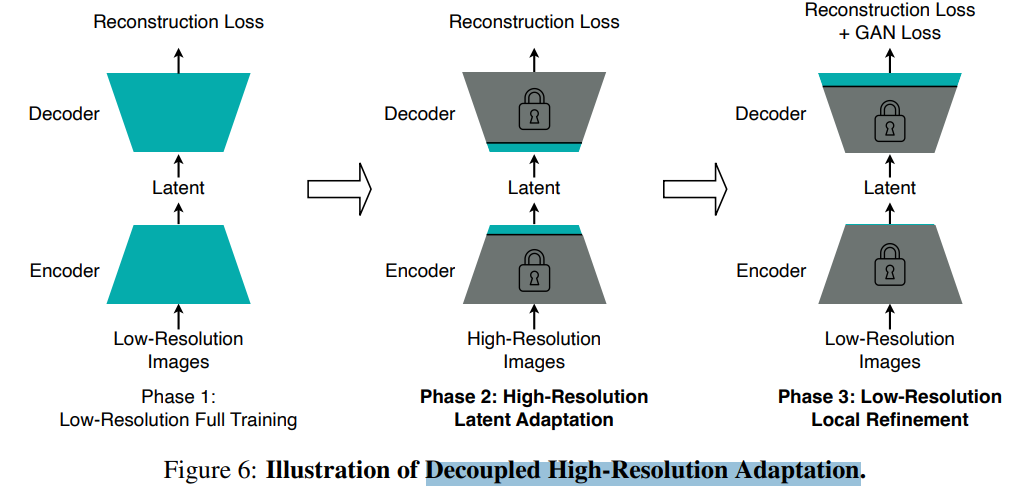 Reconstruction Loss
Decoder
Latent
Encoder
Low-Resolution
Images
Phase 1:
Low-Resolution Full Training
Reconstruction Loss
Decoder
Latent
Encoder
High-Resolution
Images
Phase 2: High-Resolution
Latent Adaptation
Reconstruction Loss
+ GAN Loss
Decoder
Latent
Encoder
Low-Resolution
Images
Phase 3: Low-Resolution
Local Refinement
Figure 6: Illustration of Decoupled High-Resolution Adaptation.